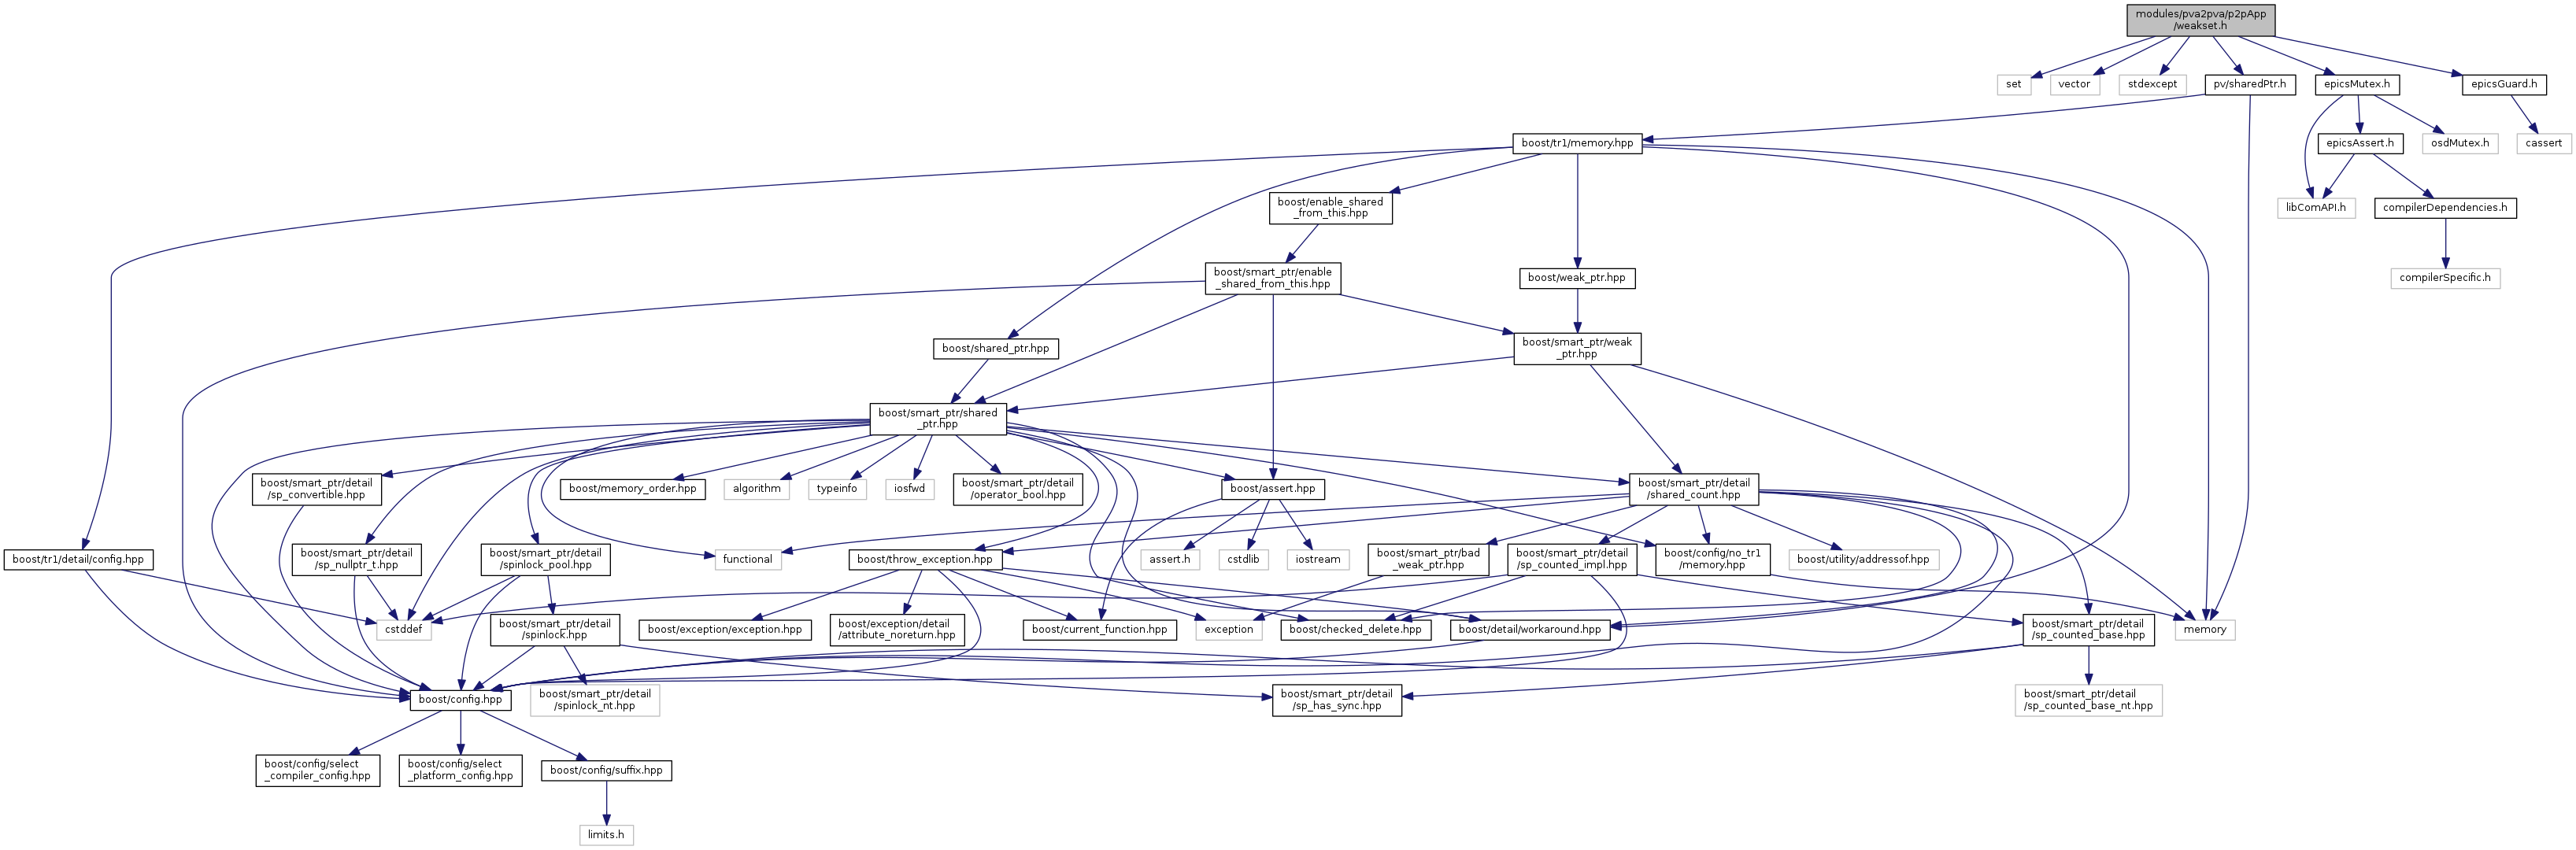 modules/pva2pva/p2pApp
/weakset.h
set
vector
stdexcept
pv/sharedPtr.h
epicsMutex.h
epicsGuard.h
boost/tr1/memory.hpp
epicsAssert.h
osdMutex.h
cassert
boost/enable_shared
_from_this.hpp
libComAPI.h
compilerDependencies.h
boost/smart_ptr/enable
_shared_from_this.hpp
boost/weak_ptr.hpp
compilerSpecific.h
boost/shared_ptr.hpp
boost/smart_ptr/weak
_ptr.hpp
boost/smart_ptr/shared
_ptr.hpp
boost/smart_ptr/detail
/sp_convertible.hpp
boost/memory_order.hpp
algorithm
typeinfo
iosfwd
boost/smart_ptr/detail
/operator_bool.hpp
boost/assert.hpp
boost/smart_ptr/detail
/shared_count.hpp
boost/tr1/detail/config.hpp
boost/smart_ptr/detail
/sp_nullptr_t.hpp
boost/smart_ptr/detail
/spinlock_pool.hpp
functional
boost/throw_exception.hpp
assert.h
cstdlib
iostream
boost/smart_ptr/bad
_weak_ptr.hpp
boost/smart_ptr/detail
/sp_counted_impl.hpp
boost/config/no_tr1
/memory.hpp
boost/utility/addressof.hpp
cstddef
boost/smart_ptr/detail
/spinlock.hpp
boost/exception/exception.hpp
boost/exception/detail
/attribute_noreturn.hpp
boost/current_function.hpp
exception
boost/checked_delete.hpp
boost/detail/workaround.hpp
boost/smart_ptr/detail
/sp_counted_base.hpp
memory
boost/config.hpp
boost/smart_ptr/detail
/spinlock_nt.hpp
boost/smart_ptr/detail
/sp_has_sync.hpp
boost/smart_ptr/detail
/sp_counted_base_nt.hpp
boost/config/select
_compiler_config.hpp
boost/config/select
_platform_config.hpp
boost/config/suffix.hpp
limits.h